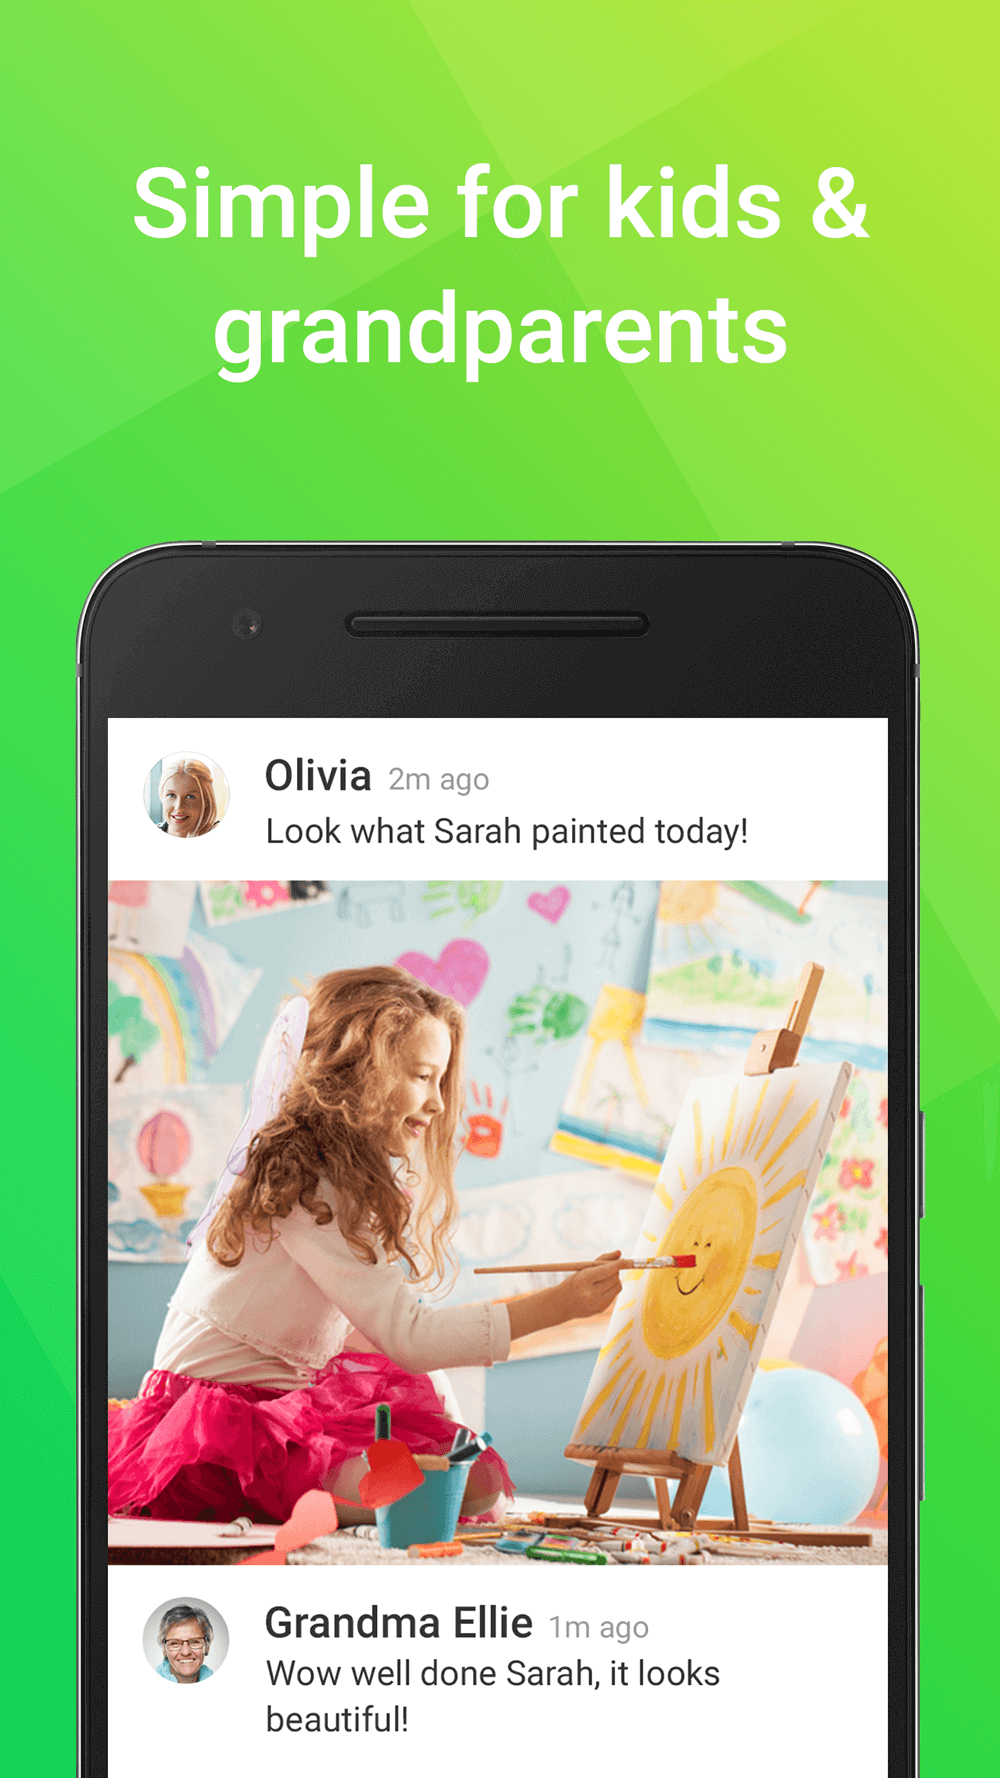 Simple for kids &
grandparents
Olivia 2m ago
Look what Sarah painted today!
Grandma Ellie 1m ago
Wow well done Sarah, it looks
beautiful!